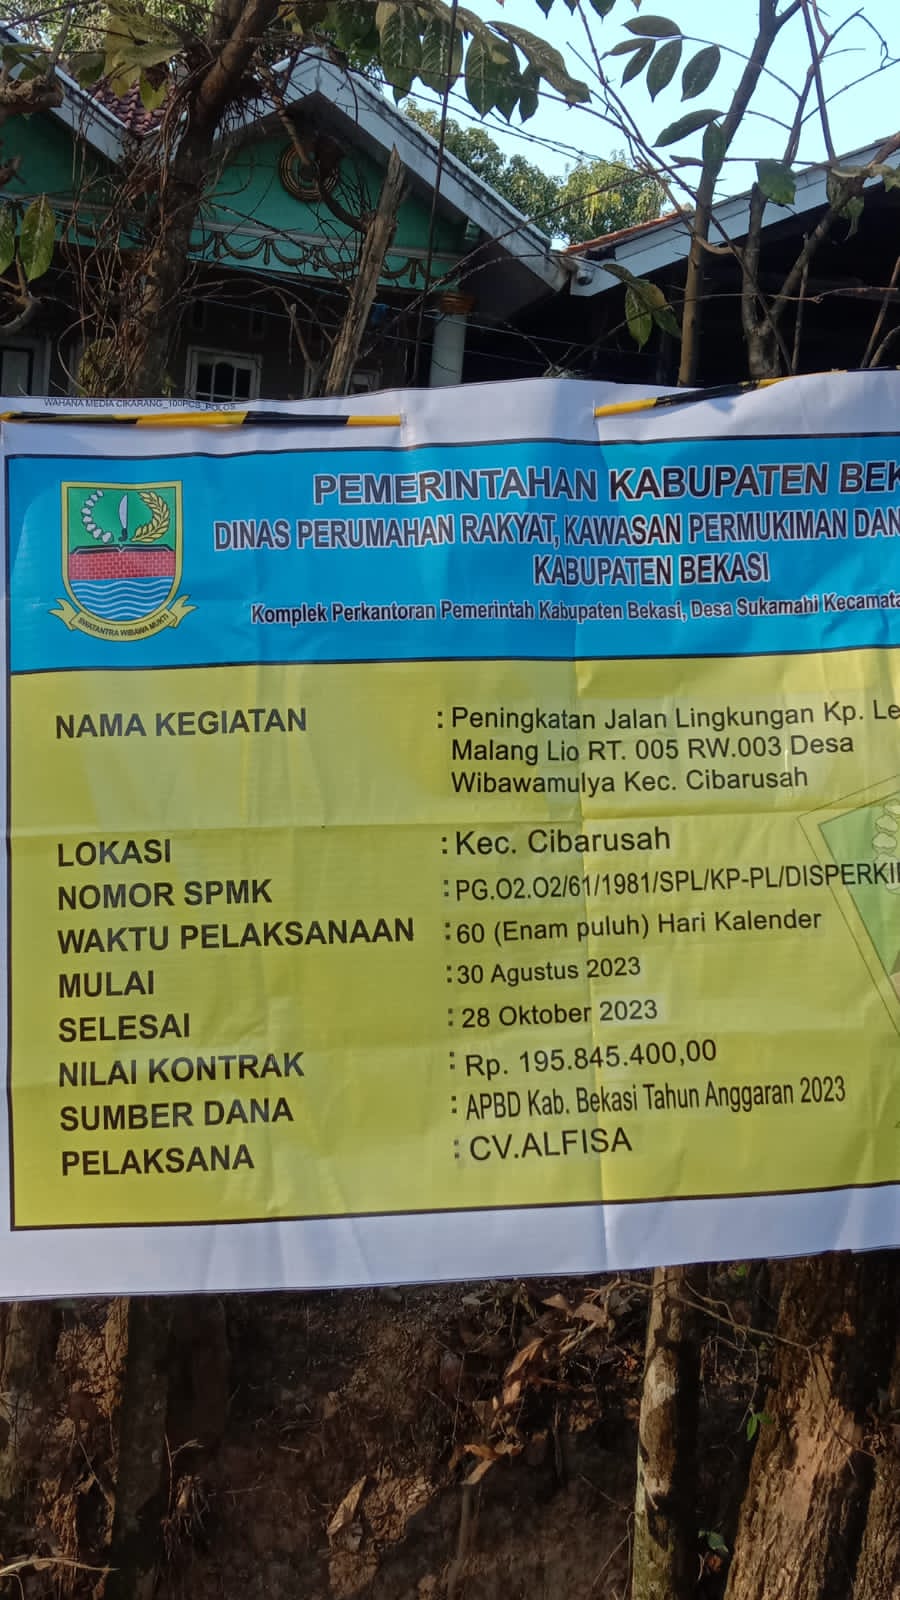 WAHANA MEDIA CIKARANG_100PCS_POLOS
PEMERINTAHAN KABUPATEN BEK
DINAS PERUMAHAN RAKYAT, KAWASAN PERMUKIMAN DAN
KABUPATEN BEKASI
Komplek Perkantoran Pemerintah Kabupaten Bekasi, Desa Sukamahi Kecamata
SWATANTRA WIBAWA MUKTI
NAMA KEGIATAN : Peningkatan Jalan Lingkungan Kp. Le
Malang Lio RT. 005 RW.003 Desa
Wibawamulya Kec. Cibarusah
LOKASI : Kec. Cibarusah
NOMOR SPMK : PG.O2.O2/61/1981/SPL/KP-PL/DISPERKI
WAKTU PELAKSANAAN : 60 (Enam puluh) Hari Kalender
MULAI : 30 Agustus 2023
SELESAI : 28 Oktober 2023
NILAI KONTRAK : Rp. 195.845.400,00
SUMBER DANA : APBD Kab. Bekasi Tahun Anggaran 2023
PELAKSANA : CV.ALFISA